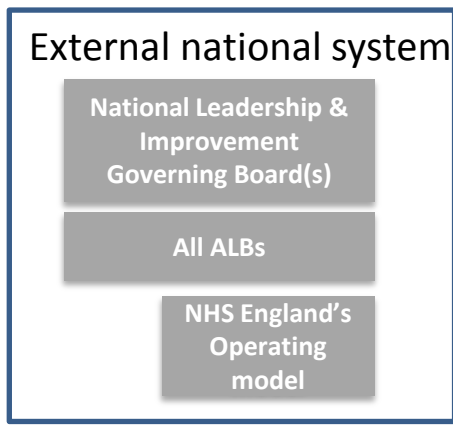 External national system
National Leadership &
Improvement
Governing Board(s)
All ALBs
NHS England’s
Operating
model